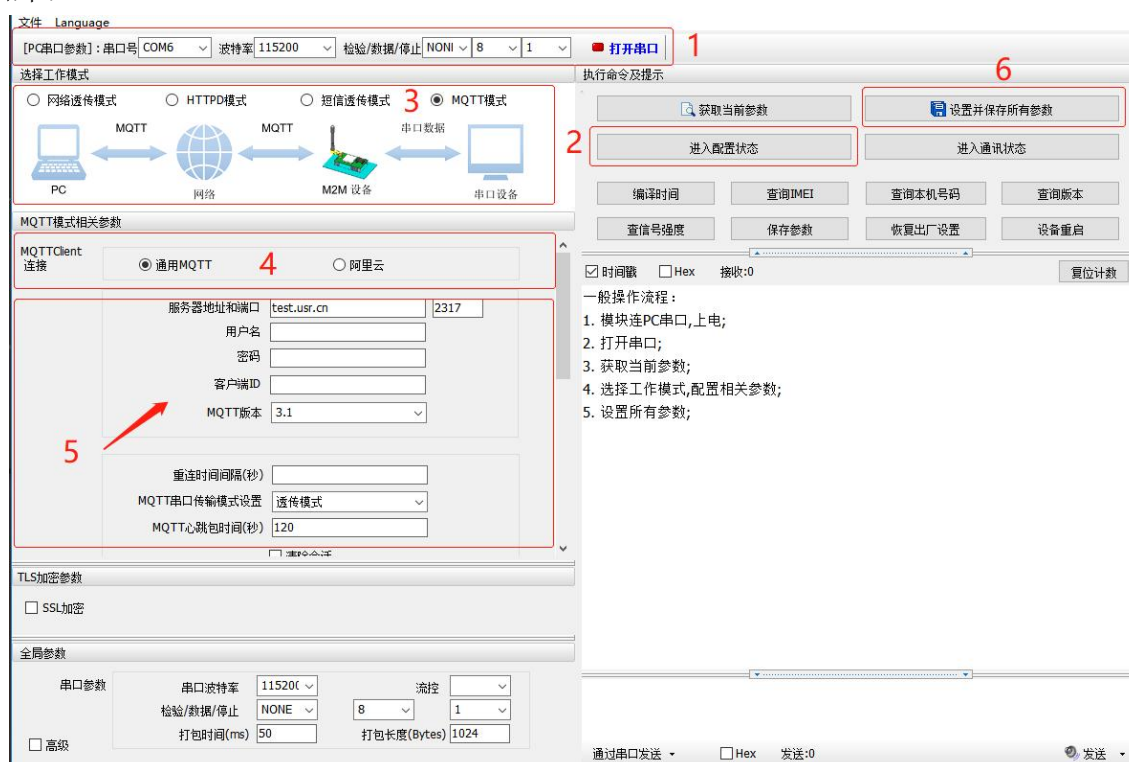 文件 Language
[PC串口参数]：串口号 COM6 波特率 115200 检验/数据/停止 NONI 8 1 打开串口 1
选择工作模式
网络透传模式 HTTPD模式 短信透传模式 3 MQTT模式
MQTT MQTT 串口数据
PC 网络 M2M 设备 串口设备
MQTT模式相关参数
MQTTClient
连接 通用MQTT 4 阿里云
服务器地址和端口 test.usr.cn 2317
用户名
密码
客户端ID
MQTT版本 3.1
5
重连时间间隔(秒)
MQTT串口传输模式设置 透传模式
MQTT心跳包时间(秒) 120
清除会话
TLS加密参数
SSL加密
全局参数
串口参数 串口波特率 11520( 流控
检验/数据/停止 NONE 8 1
高级 打包时间(ms) 50 打包长度(Bytes) 1024
执行命令及提示 6
获取当前参数 设置并保存所有参数
2 进入配置状态 进入通讯状态
编译时间 查询IMEI 查询本机号码 查询版本
查信号强度 保存参数 恢复出厂设置 设备重启
时间戳 Hex 接收:0 复位计数
一般操作流程：
1. 模块连PC串口,上电;
2. 打开串口;
3. 获取当前参数;
4. 选择工作模式,配置相关参数;
5. 设置所有参数;
通过串口发送 Hex 发送:0 发送